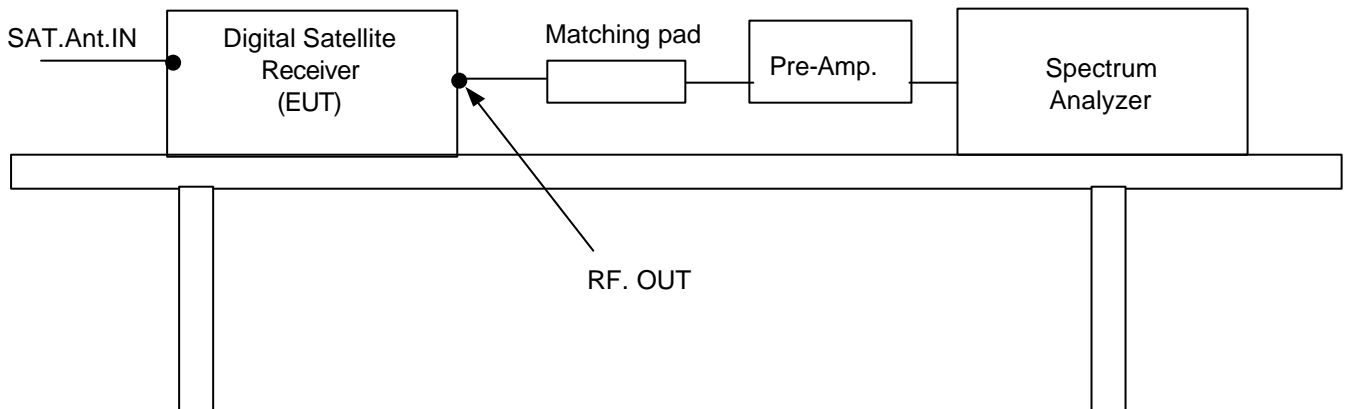 SAT.Ant.IN
Digital Satellite
Receiver
(EUT)
Matching pad
Pre-Amp.
Spectrum
Analyzer
RF. OUT